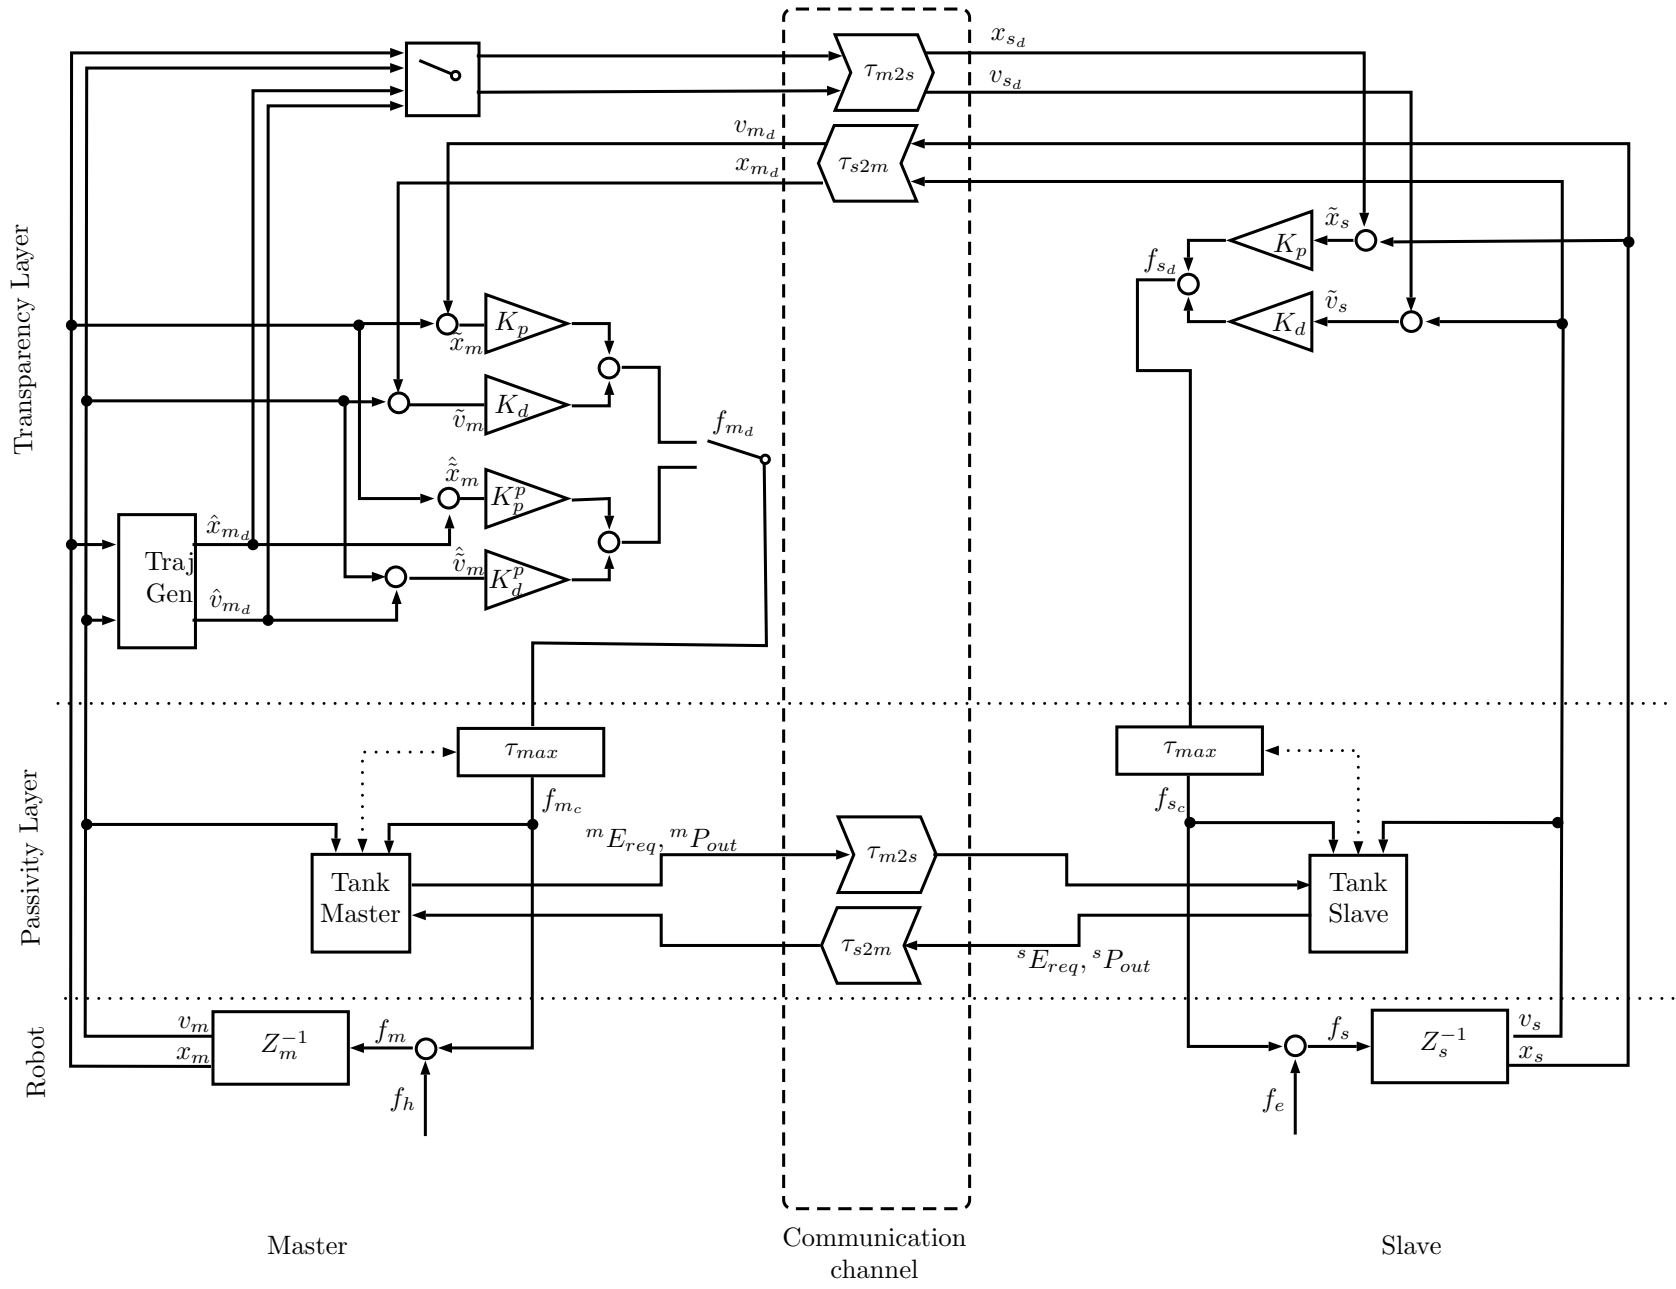 x_{s_d}
τ_{m2s}
v_{s_d}
v_{m_d}
x_{m_d}
τ_{s2m}
Transparency Layer
x̃_s
K_p
f_{s_d}
ṽ_s
K_d
K_p
x̃_m
K_d
ṽ_m
f_{m_d}
\hat{\tilde{x}}_m
K_p^p
x̂_{m_d}
Traj
Gen
\hat{\tilde{v}}_m
K_d^p
v̂_{m_d}
τ_{max}
τ_{max}
Passivity Layer
f_{m_c}
f_{s_c}
^mE_{req}, ^mP_{out}
τ_{m2s}
Tank
Master
Tank
Slave
τ_{s2m}
^sE_{req}, ^sP_{out}
Robot
v_m
x_m
Z_m^{-1}
f_m
f_h
f_s
Z_s^{-1}
v_s
x_s
f_e
Master
Communication
channel
Slave